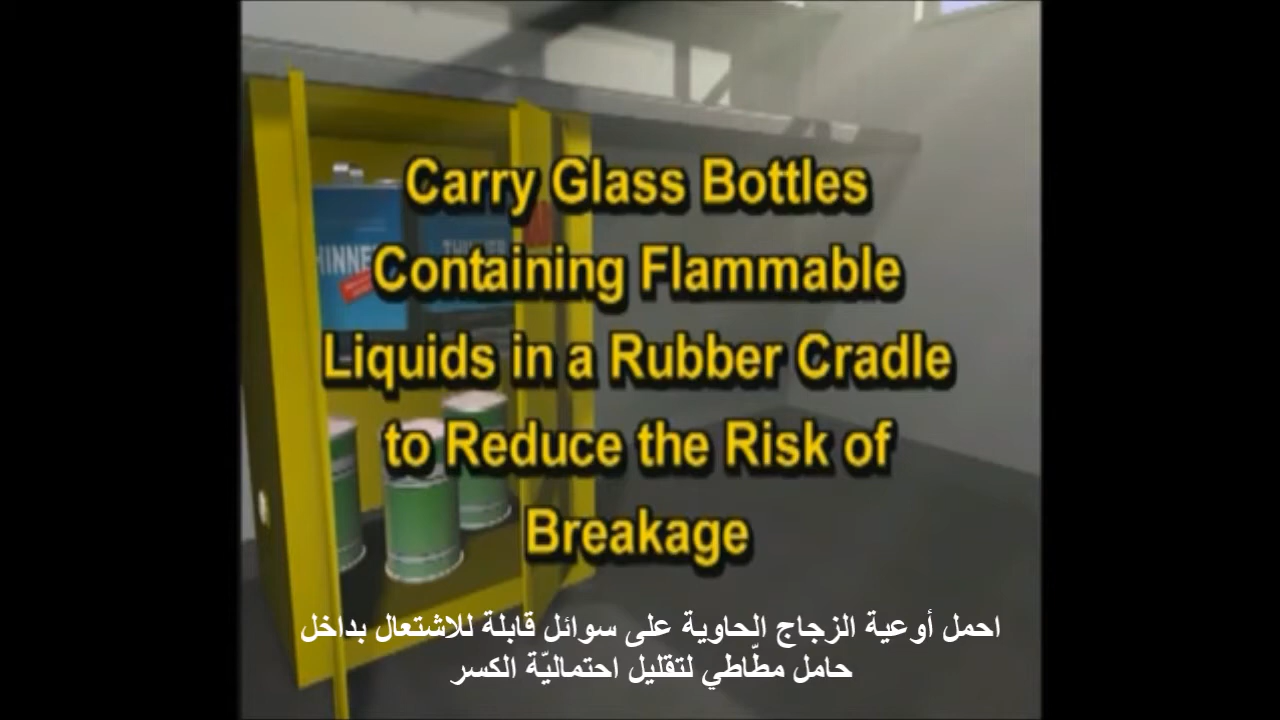 Carry Glass Bottles
Containing Flammable
Liquids in a Rubber Cradle
to Reduce the Risk of
Breakage
احمل أوعية الزجاج الحاوية على سوائل قابلة للاشتعال بداخل
حامل مطّاطي لتقليل احتماليّة الكسر
THINNER